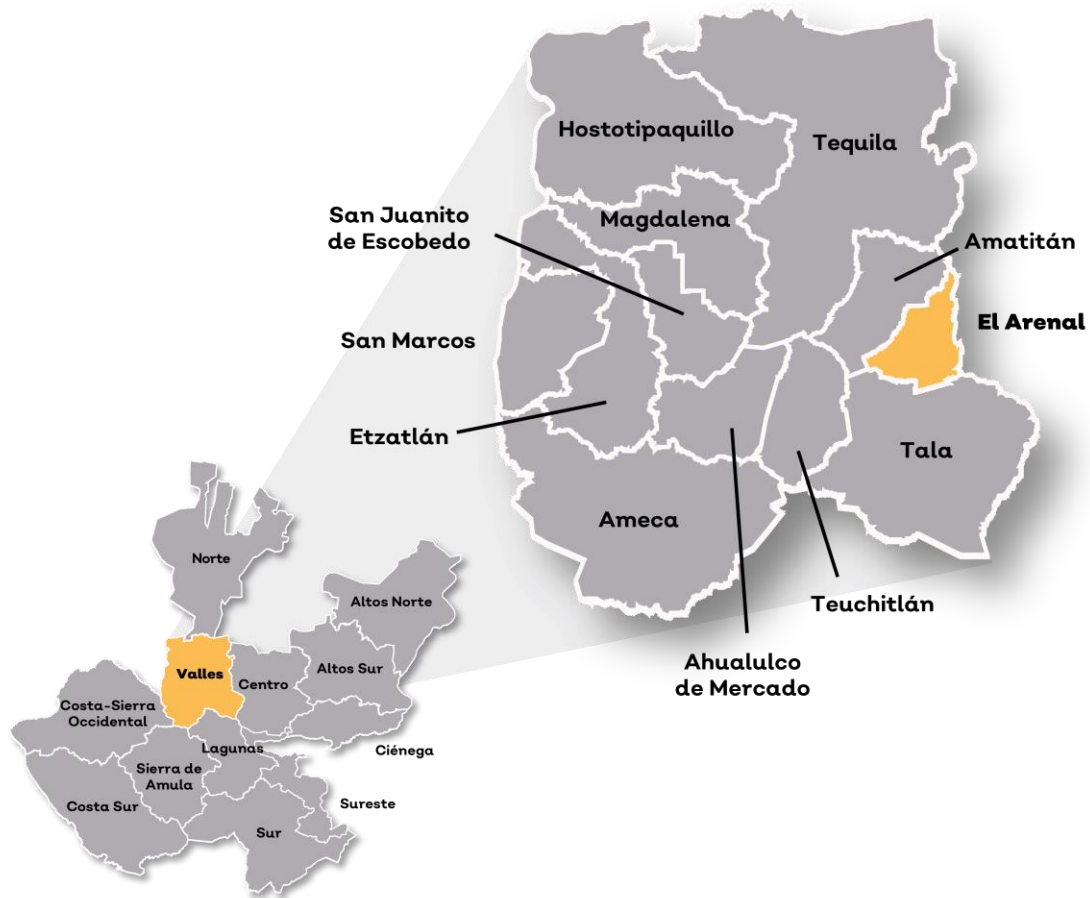 Hostotipaquillo
Tequila
San Juanito
de Escobedo
Magdalena
Amatitán
El Arenal
San Marcos
Etzatlán
Tala
Ameca
Teuchitlán
Ahualulco
de Mercado
Norte
Altos Norte
Valles
Altos Sur
Centro
Costa-Sierra
Occidental
Lagunas
Ciénega
Sierra de
Amula
Costa Sur
Sureste
Sur